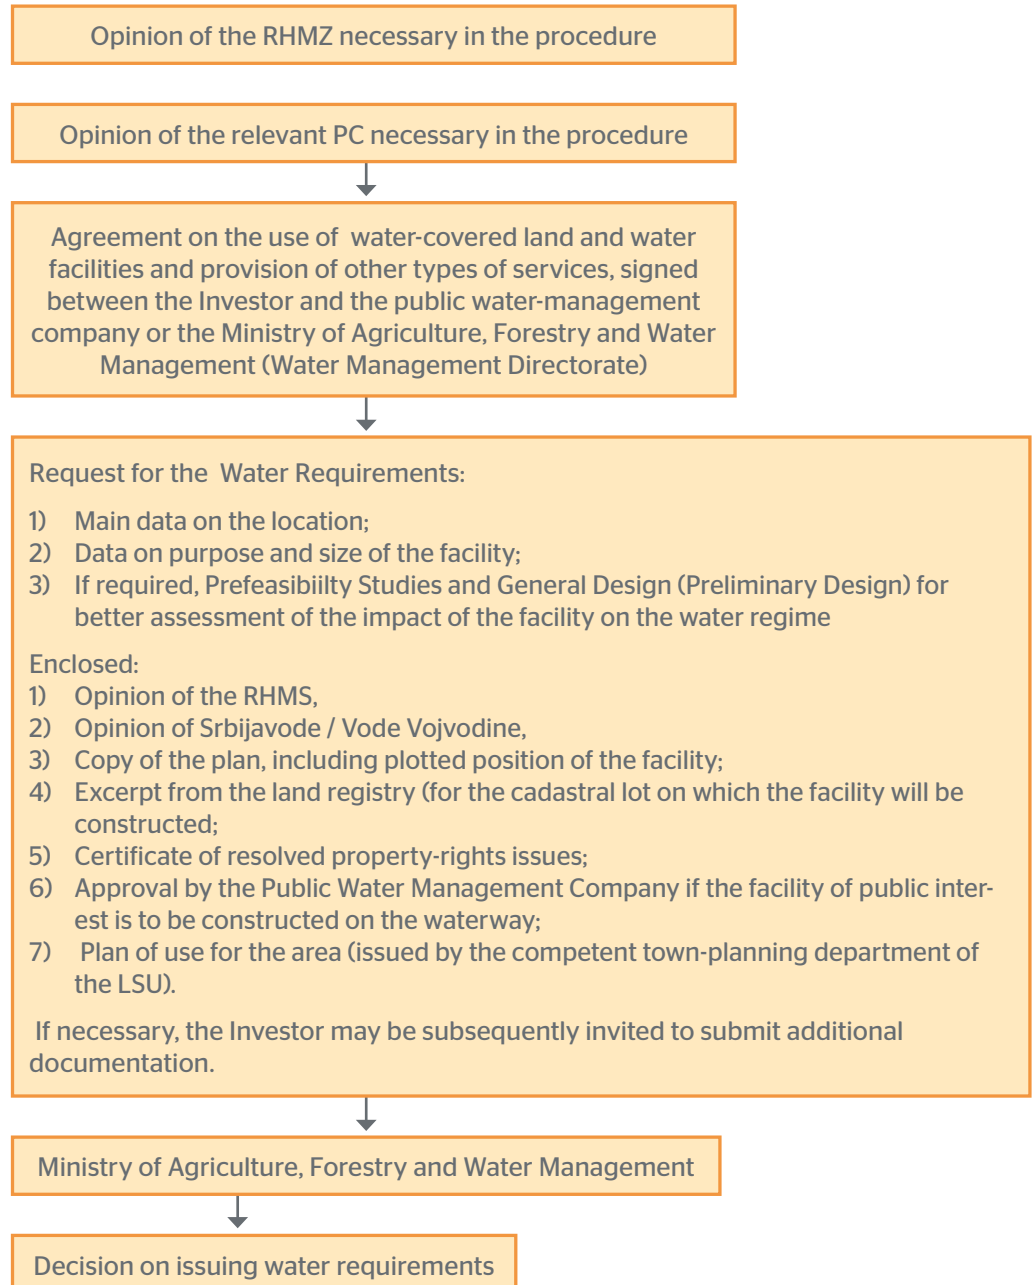 Opinion of the RHMZ necessary in the procedure
Opinion of the relevant PC necessary in the procedure
Agreement on the use of water-covered land and water
facilities and provision of other types of services, signed
between the Investor and the public water-management
company or the Ministry of Agriculture, Forestry and Water
Management (Water Management Directorate)
Request for the Water Requirements:
1) Main data on the location;
2) Data on purpose and size of the facility;
3) If required, Prefeasibiilty Studies and General Design (Preliminary Design) for
better assessment of the impact of the facility on the water regime
Enclosed:
1) Opinion of the RHMS,
2) Opinion of Srbijavode / Vode Vojvodine,
3) Copy of the plan, including plotted position of the facility;
4) Excerpt from the land registry (for the cadastral lot on which the facility will be
constructed;
5) Certificate of resolved property-rights issues;
6) Approval by the Public Water Management Company if the facility of public inter-
est is to be constructed on the waterway;
7) Plan of use for the area (issued by the competent town-planning department of
the LSU).
If necessary, the Investor may be subsequently invited to submit additional
documentation.
Ministry of Agriculture, Forestry and Water Management
Decision on issuing water requirements